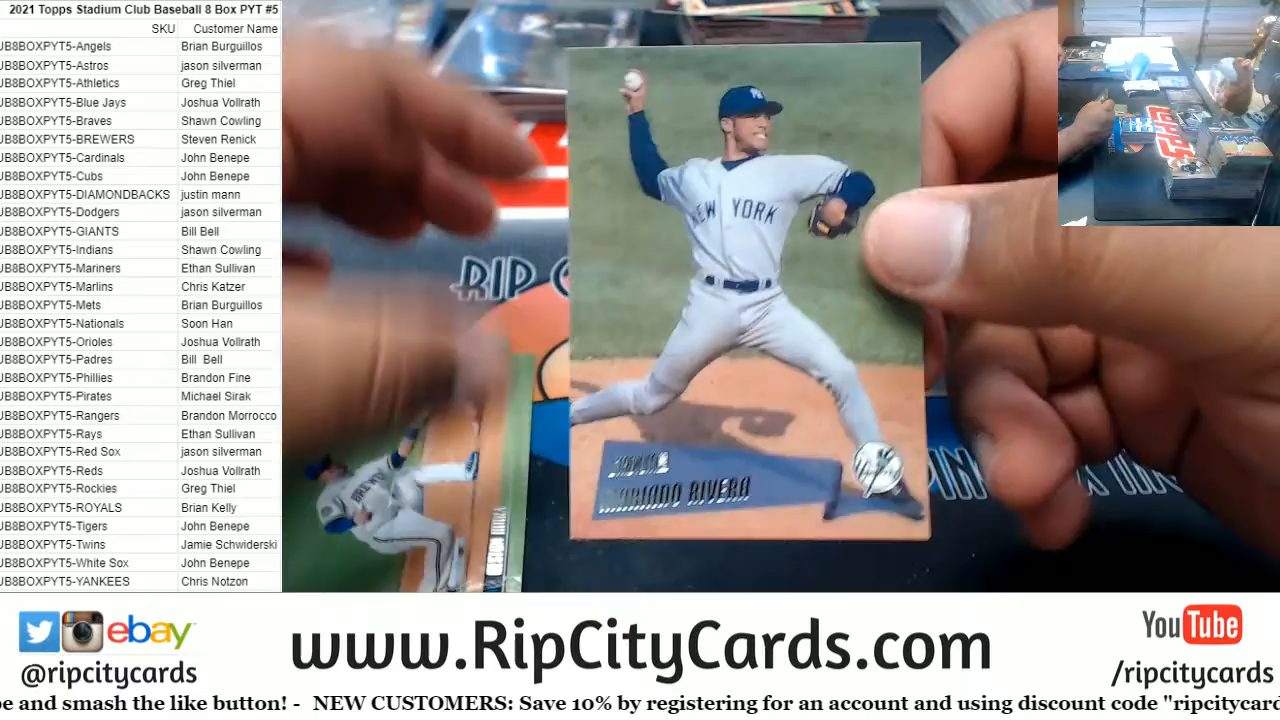 2021 Topps Stadium Club Baseball 8 Box PYT #5
SKU Customer Name
JB8BOXPYT5-Angels Brian Burguillos
JB8BOXPYT5-Astros jason silverman
JB8BOXPYT5-Athletics Greg Thiel
JB8BOXPYT5-Blue Jays Joshua Vollrath
JB8BOXPYT5-Braves Shawn Cowling
JB8BOXPYT5-BREWERS Steven Renick
JB8BOXPYT5-Cardinals John Benepe
JB8BOXPYT5-Cubs John Benepe
JB8BOXPYT5-DIAMONDBACKS justin mann
JB8BOXPYT5-Dodgers jason silverman
JB8BOXPYT5-GIANTS Bill Bell
JB8BOXPYT5-Indians Shawn Cowling
JB8BOXPYT5-Mariners Ethan Sullivan
JB8BOXPYT5-Marlins Chris Katzer
JB8BOXPYT5-Mets Brian Burguillos
JB8BOXPYT5-Nationals Soon Han
JB8BOXPYT5-Orioles Joshua Vollrath
JB8BOXPYT5-Padres Bill Bell
JB8BOXPYT5-Phillies Brandon Fine
JB8BOXPYT5-Pirates Michael Sirak
JB8BOXPYT5-Rangers Brandon Morrocco
JB8BOXPYT5-Rays Ethan Sullivan
JB8BOXPYT5-Red Sox jason silverman
JB8BOXPYT5-Reds Joshua Vollrath
JB8BOXPYT5-Rockies Greg Thiel
JB8BOXPYT5-ROYALS Brian Kelly
JB8BOXPYT5-Tigers John Benepe
JB8BOXPYT5-Twins Jamie Schwiderski
JB8BOXPYT5-White Sox John Benepe
JB8BOXPYT5-YANKEES Chris Notzon
NEW YORK
RIP
MARIANO RIVERA
ebay
@ripcitycards
www.RipCityCards.com
YouTube
/ripcitycards
be and smash the like button! - NEW CUSTOMERS: Save 10% by registering for an account and using discount code "ripcitycard